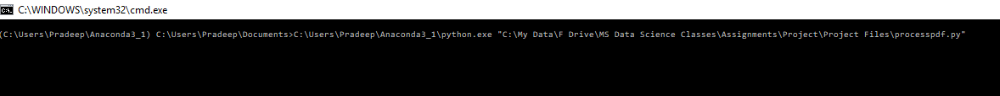 C:\WINDOWS\system32\cmd.exe
(C:\Users\Pradeep\Anaconda3_1) C:\Users\Pradeep\Documents>C:\Users\Pradeep\Anaconda3_1\python.exe "C:\My Data\F Drive\MS Data Science Classes\Assignments\Project\Project Files\processpdf.py"